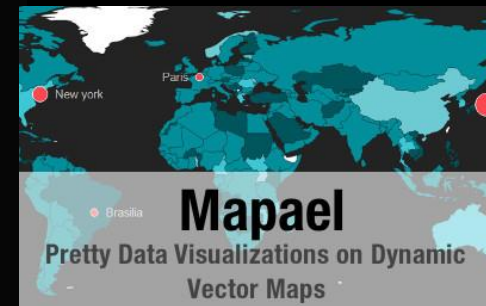 Paris
New york
Brasilia
Mapael
Pretty Data Visualizations on Dynamic
Vector Maps